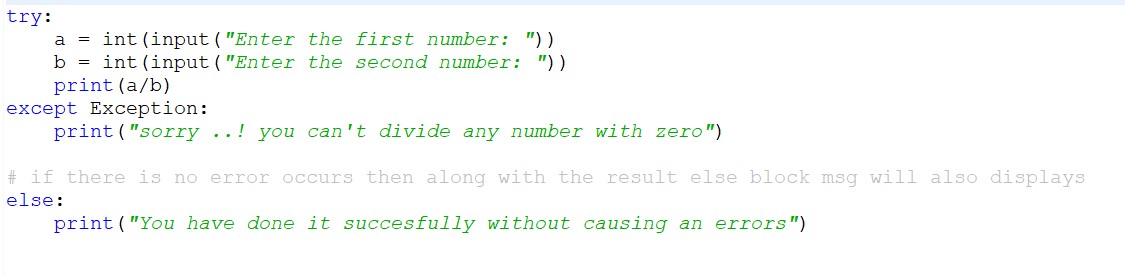 try:
    a = int(input("Enter the first number: "))
    b = int(input("Enter the second number: "))
    print(a/b)
except Exception:
    print("sorry ..! you can't divide any number with zero")

# if there is no error occurs then along with the result else block msg will also displays
else:
    print("You have done it succesfully without causing an errors")